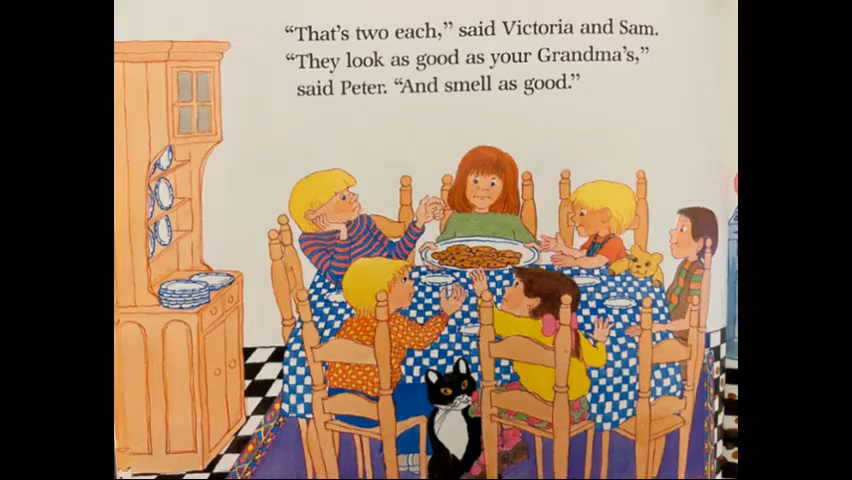 “That’s two each,” said Victoria and Sam.
“They look as good as your Grandma’s,”
said Peter. “And smell as good.”